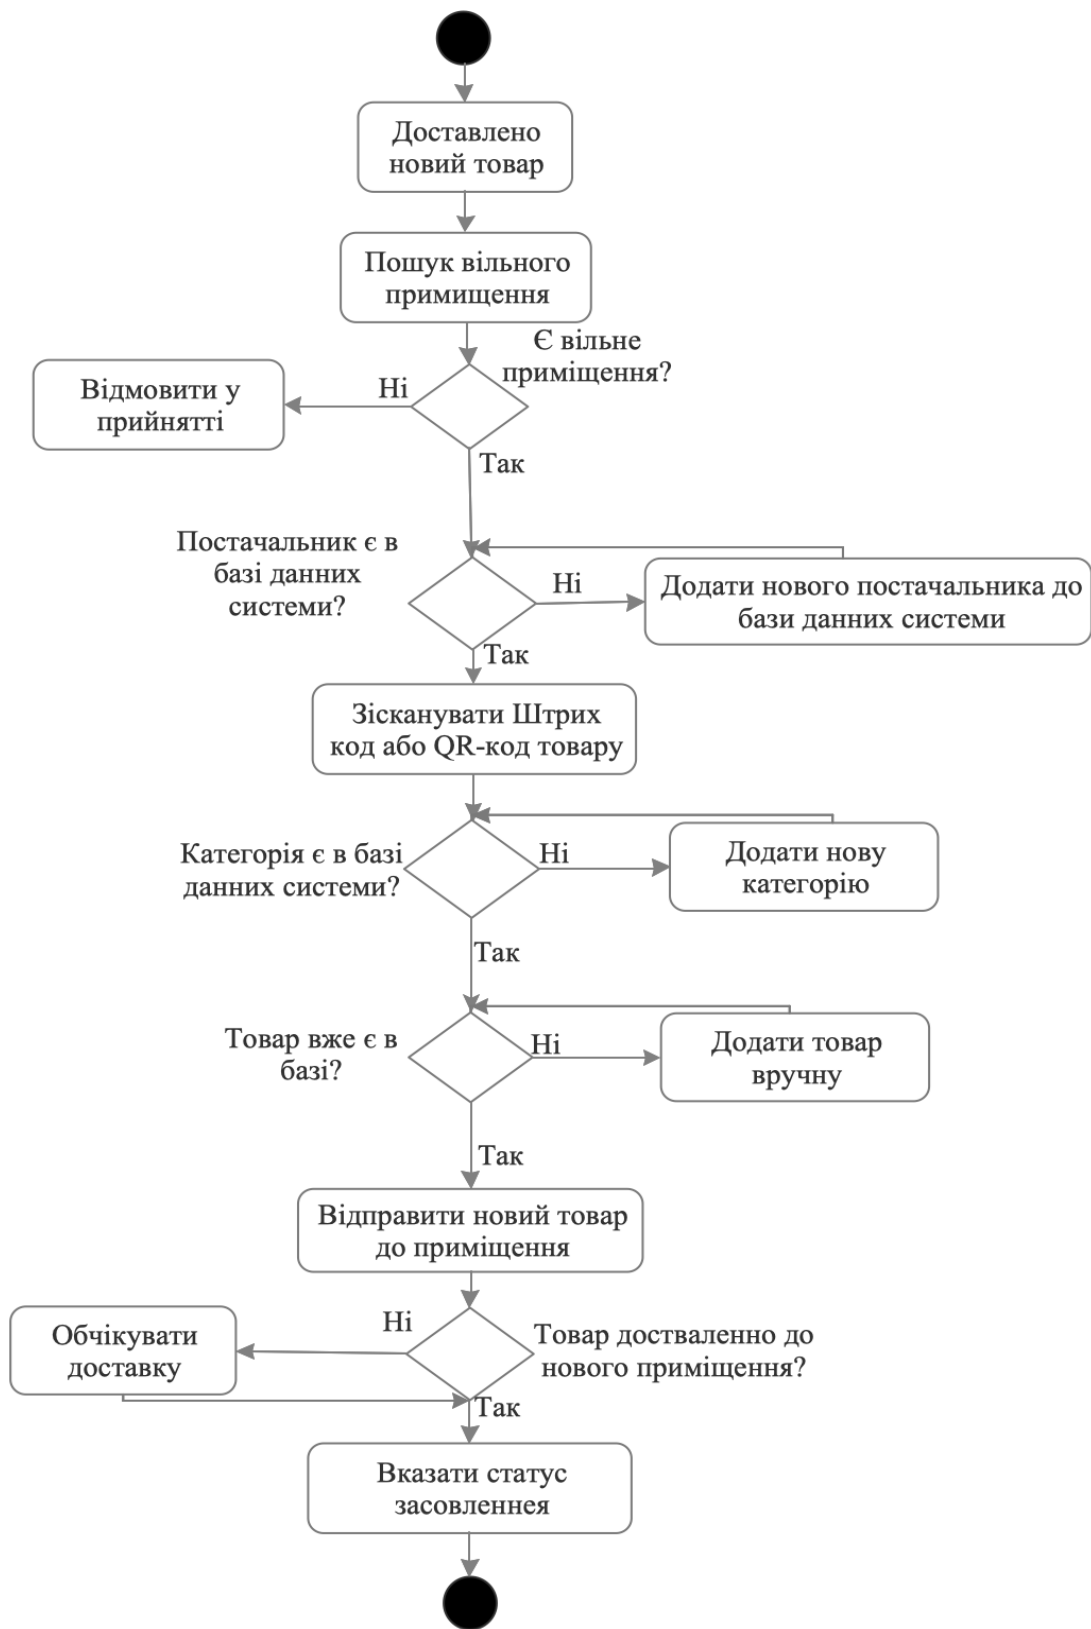 Доставлено
новий товар
Пошук вільного
примищення
Є вільне
приміщення?
Ні
Відмовити у
прийнятті
Так
Постачальник є в
базі данних
системи?
Ні
Додати нового постачальника до
бази данних системи
Так
Зісканувати Штрих
код або QR-код товару
Категорія є в базі
данних системи?
Ні
Додати нову
категорію
Так
Товар вже є в
базі?
Ні
Додати товар
вручну
Так
Відправити новий товар
до приміщення
Ні
Обчікувати
доставку
Товар достваленно до
нового приміщення?
Так
Вказати статус
засовленнея